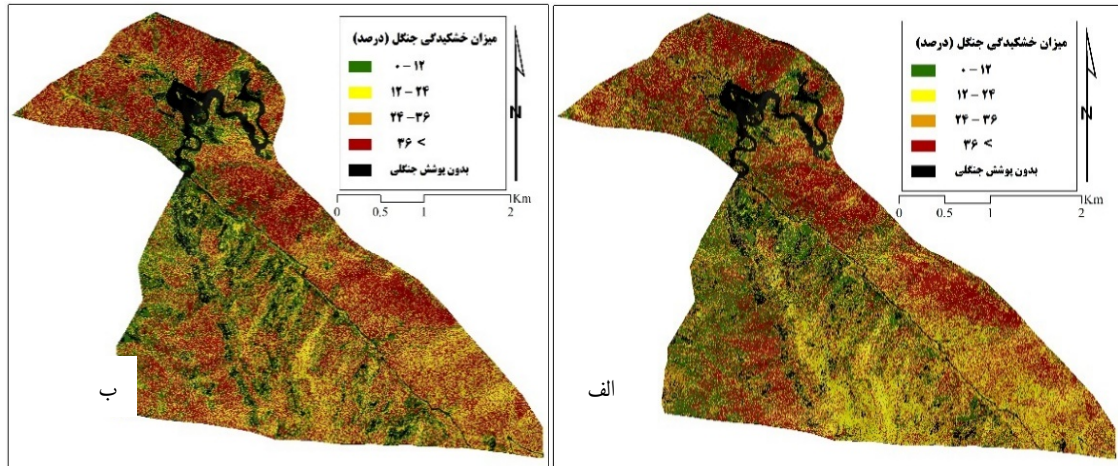 میزان خشکیدگی جنگل (درصد)
۰ – ۱۲
۱۲ – ۲۴
۲۴ – ۳۶
۳۶ <
بدون پوشش جنگلی
N
0 0.5 1 2 Km
الف
میزان خشکیدگی جنگل (درصد)
۰ – ۱۲
۱۲ – ۲۴
۲۴ – ۳۶
۳۶ <
بدون پوشش جنگلی
N
0 0.5 1 2 Km
ب